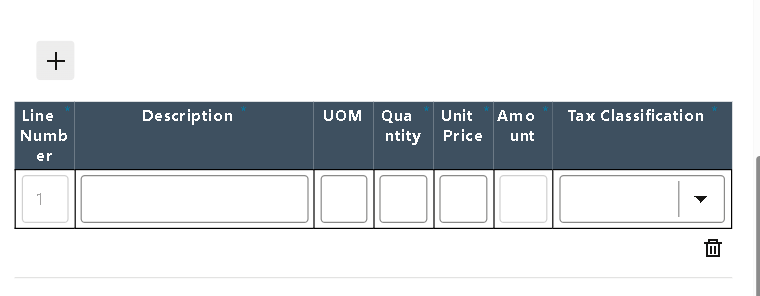 +
Line Description UOM Qua Unit Amo Tax Classification
Numb ntity Price unt
er
1